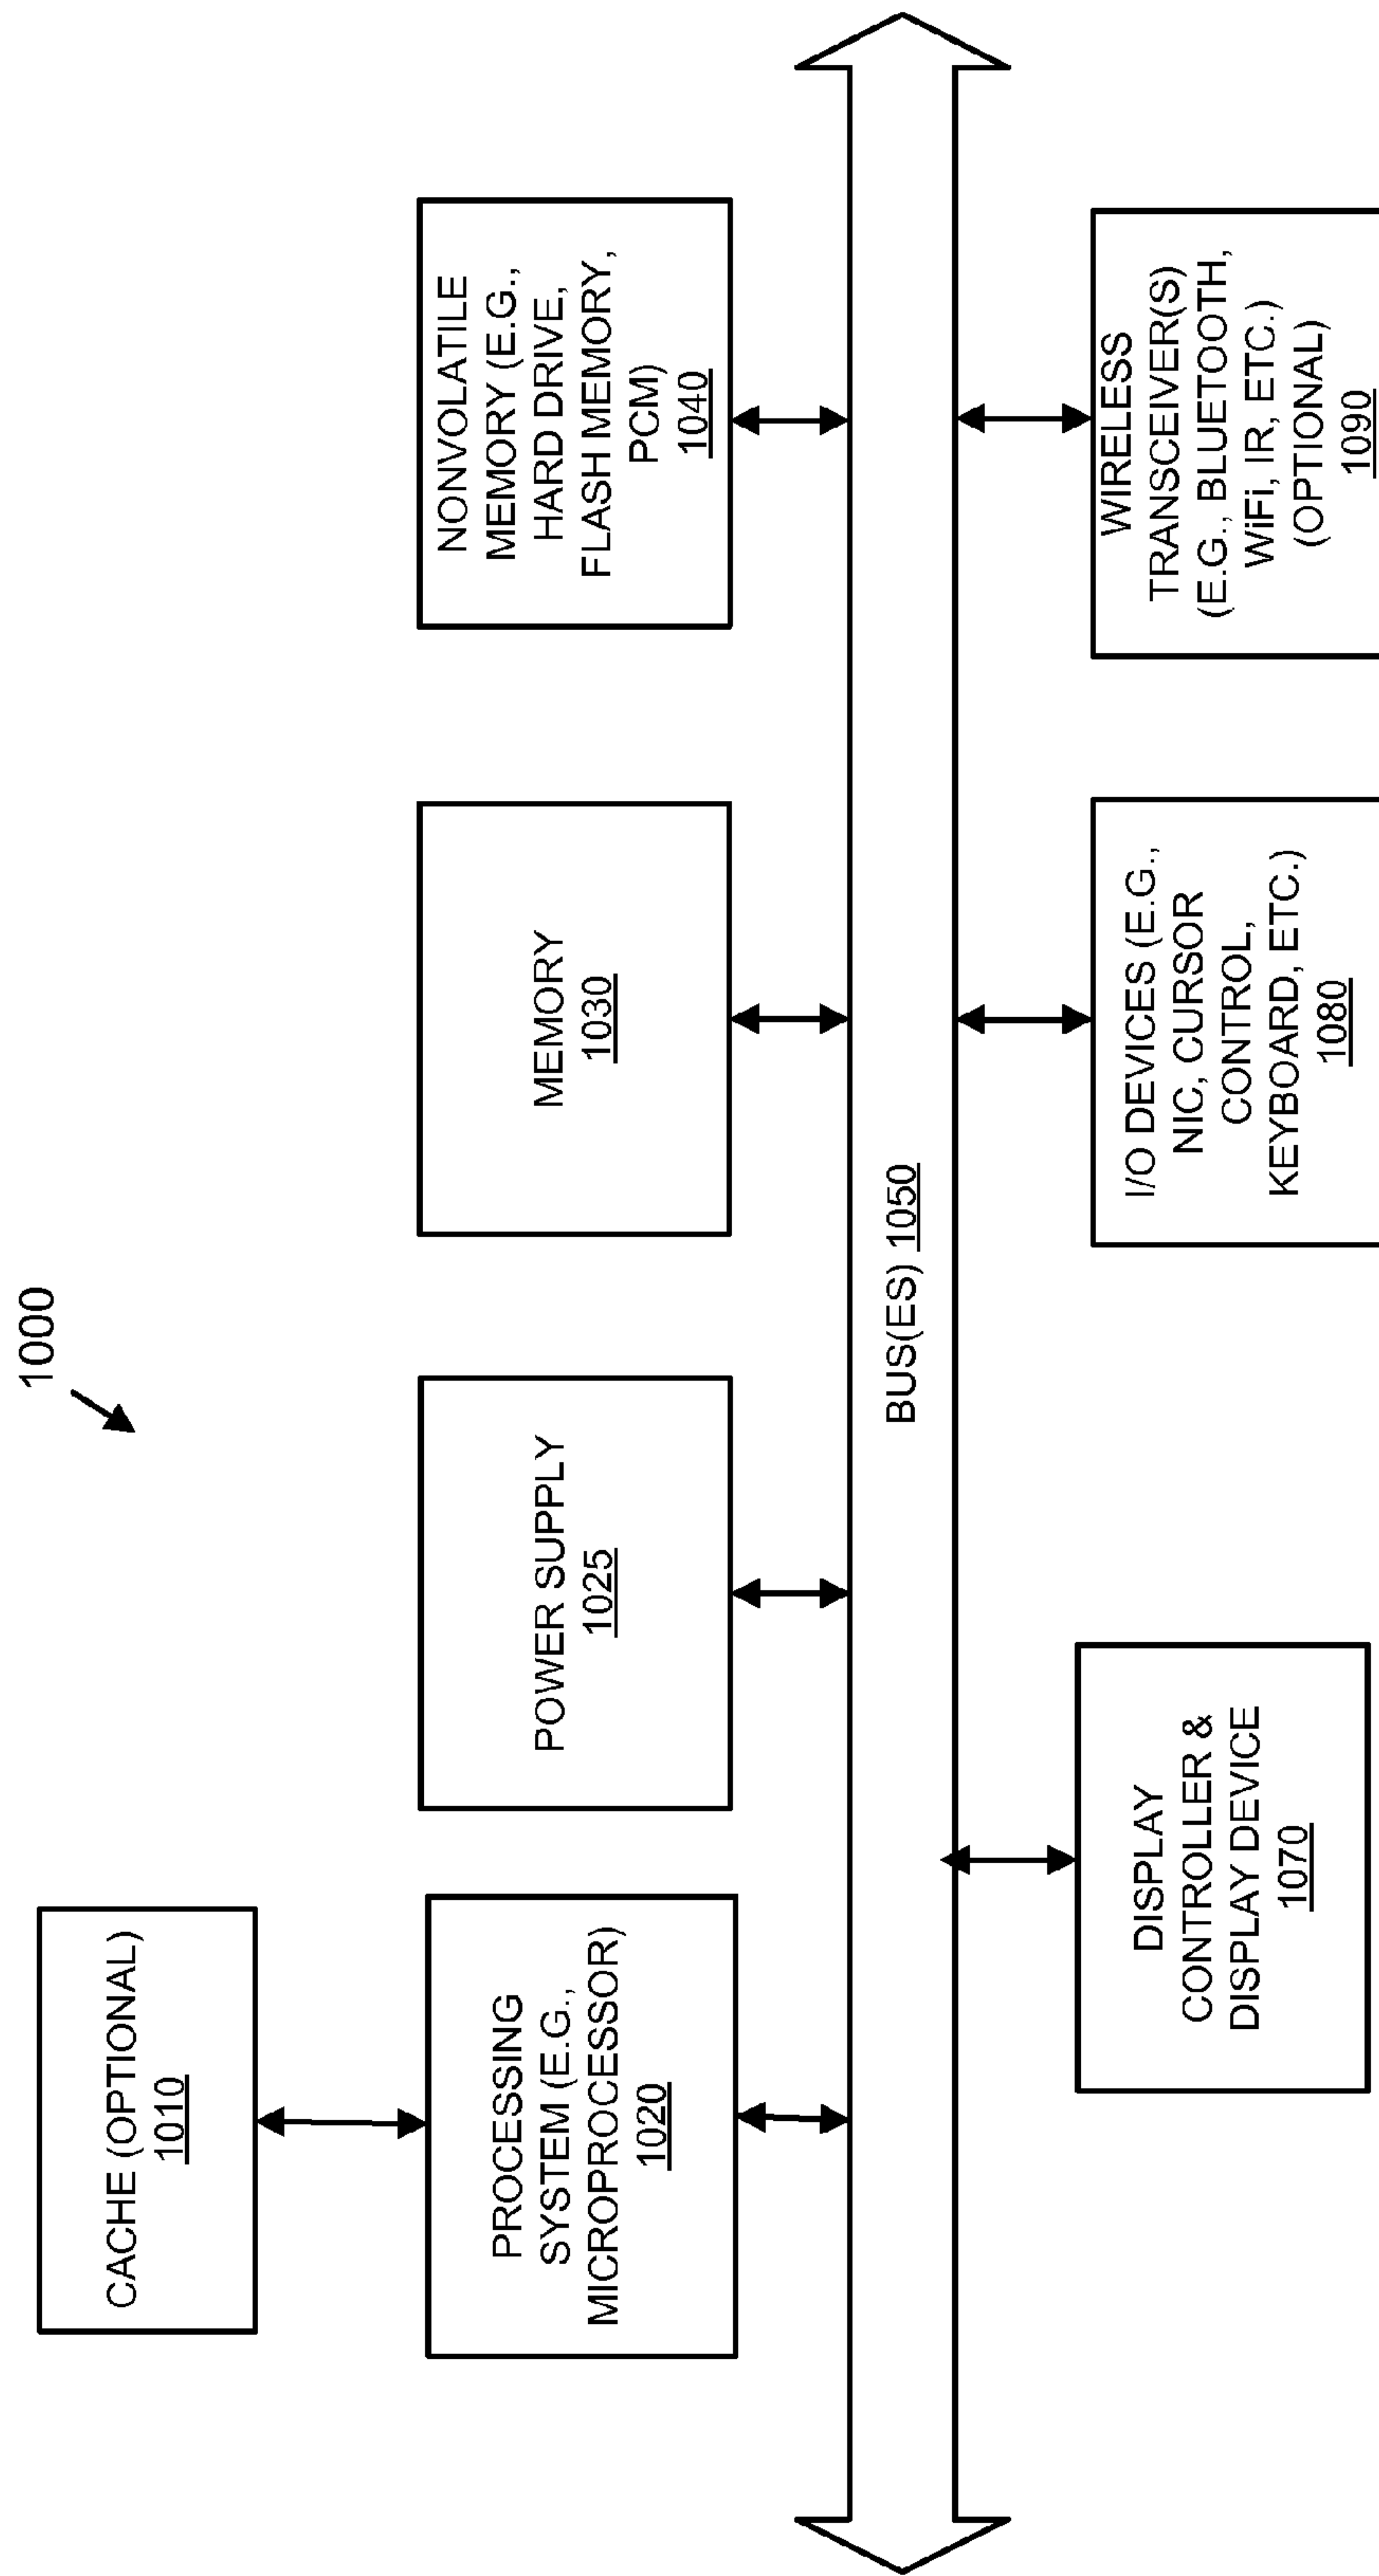 1000
CACHE (OPTIONAL)
1010
PROCESSING
SYSTEM (E.G.,
MICROPROCESSOR)
1020
POWER SUPPLY
1025
MEMORY
1030
NONVOLATILE
MEMORY (E.G.,
HARD DRIVE,
FLASH MEMORY,
PCM)
1040
BUS(ES) 1050
DISPLAY
CONTROLLER &
DISPLAY DEVICE
1070
I/O DEVICES (E.G.,
NIC, CURSOR
CONTROL,
KEYBOARD, ETC.)
1080
WIRELESS
TRANSCEIVER(S)
(E.G., BLUETOOTH,
WiFi, IR, ETC.)
(OPTIONAL)
1090